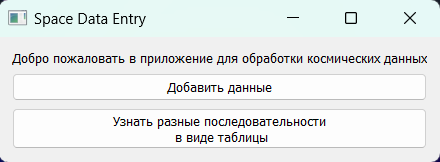 Space Data Entry
Добро пожаловать в приложение для обработки космических данных
Добавить данные
Узнать разные последовательности
в виде таблицы